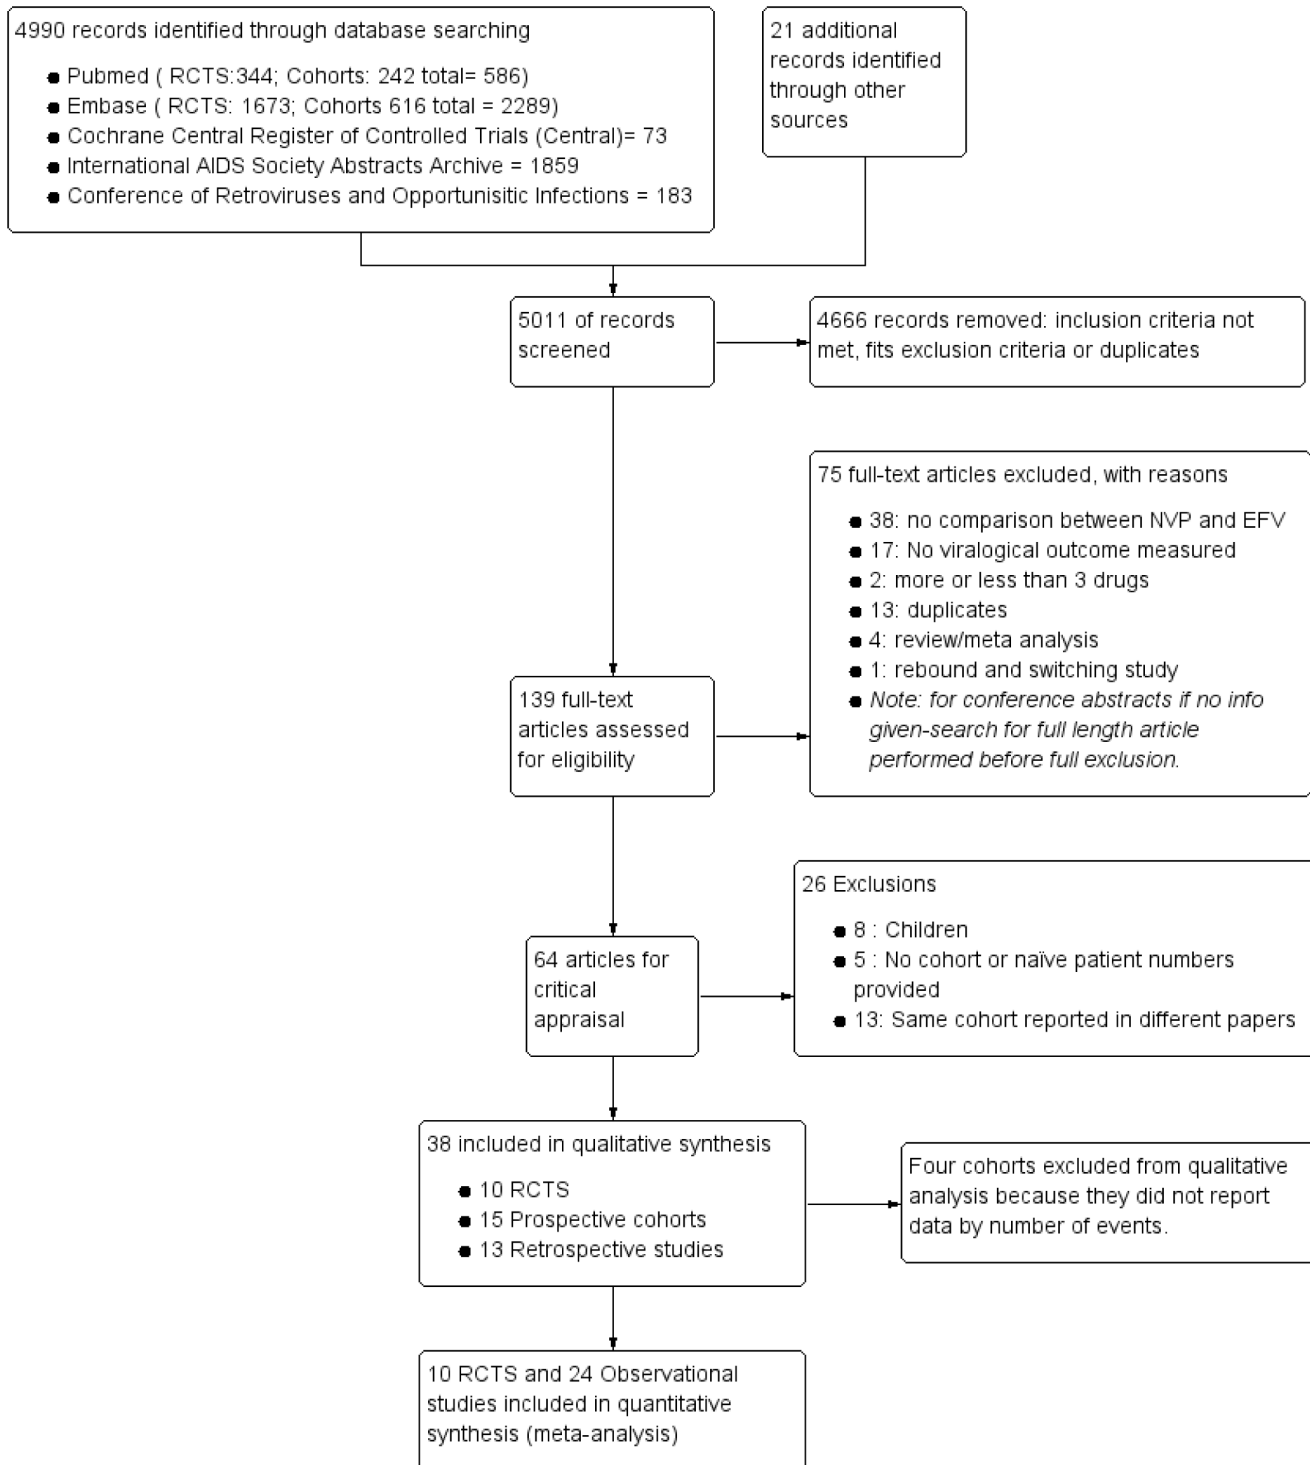 4990 records identified through database searching
● Pubmed ( RCTS:344; Cohorts: 242 total= 586)
● Embase ( RCTS: 1673; Cohorts 616 total = 2289)
● Cochrane Central Register of Controlled Trials (Central)= 73
● International AIDS Society Abstracts Archive = 1859
● Conference of Retroviruses and Opportunisitic Infections = 183
21 additional
records identified
through other
sources
5011 of records
screened
4666 records removed: inclusion criteria not
met, fits exclusion criteria or duplicates
75 full-text articles excluded, with reasons
● 38: no comparison between NVP and EFV
● 17: No viralogical outcome measured
● 2: more or less than 3 drugs
● 13: duplicates
● 4: review/meta analysis
● 1: rebound and switching study
● Note: for conference abstracts if no info
given-search for full length article
performed before full exclusion.
139 full-text
articles assessed
for eligibility
26 Exclusions
● 8 : Children
● 5 : No cohort or naïve patient numbers
provided
● 13: Same cohort reported in different papers
64 articles for
critical
appraisal
38 included in qualitative synthesis
● 10 RCTS
● 15 Prospective cohorts
● 13 Retrospective studies
Four cohorts excluded from qualitative
analysis because they did not report
data by number of events.
10 RCTS and 24 Observational
studies included in quantitative
synthesis (meta-analysis)